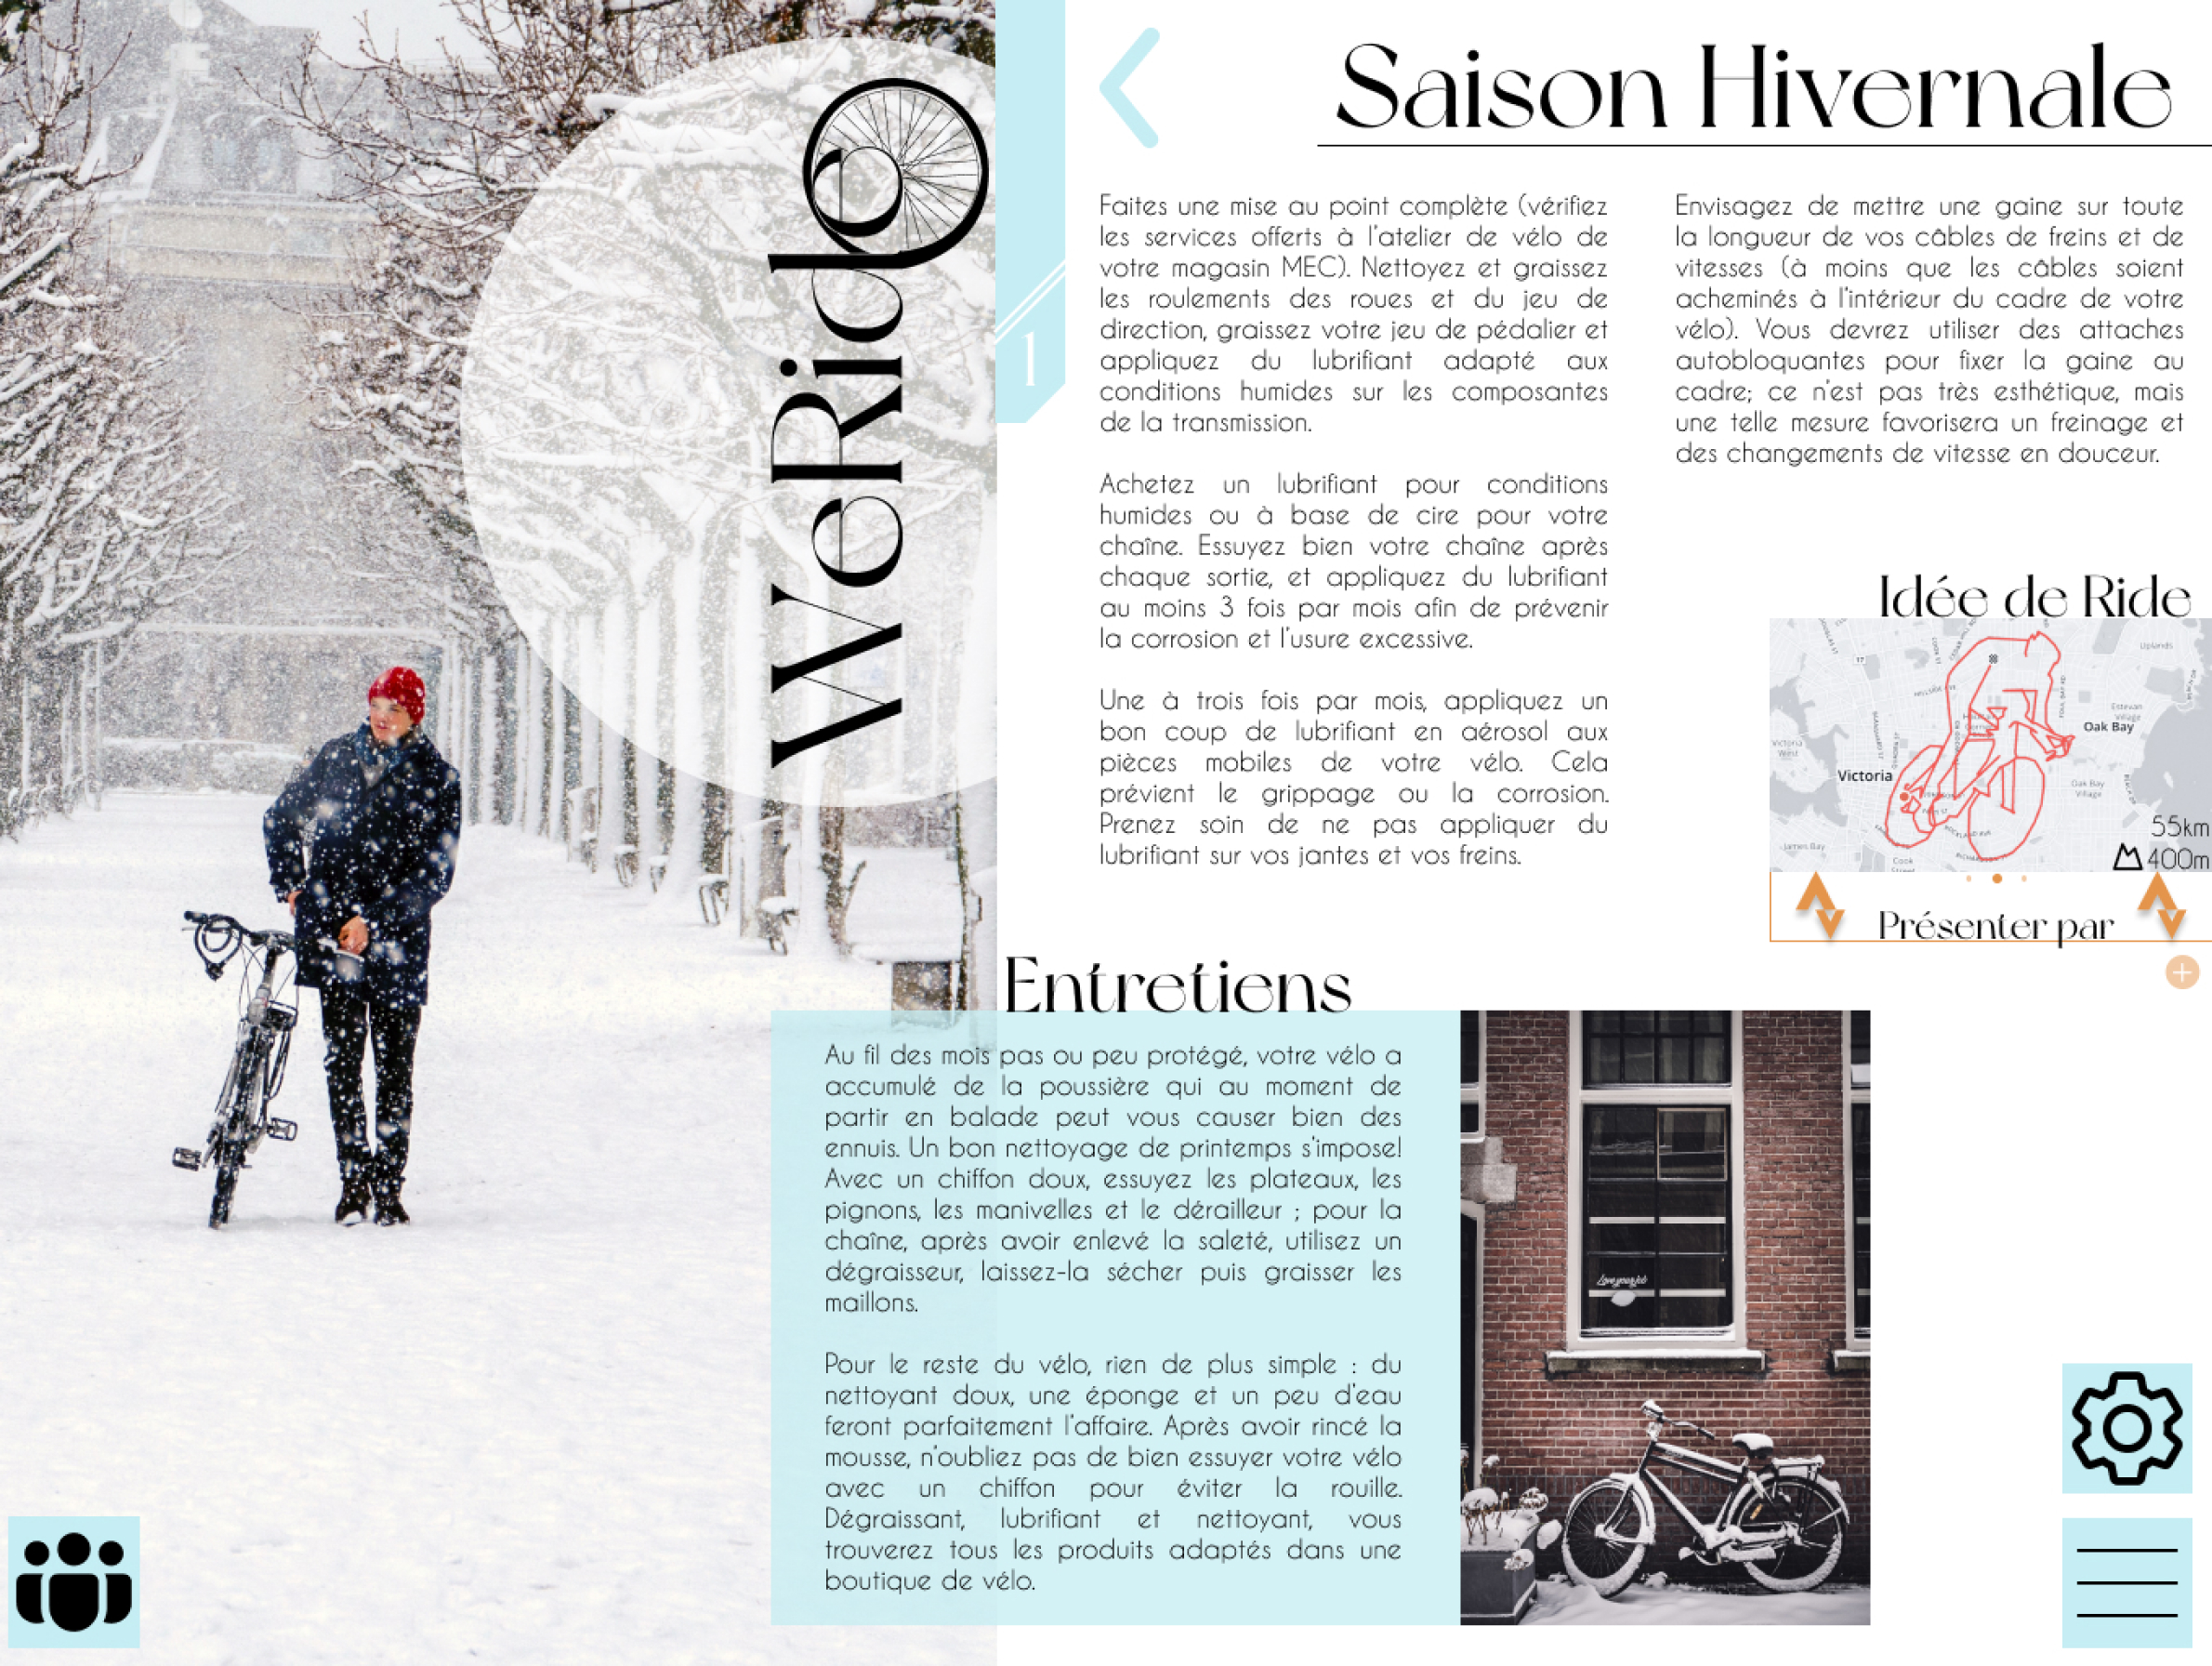 WeRide
1
Saison Hivernale
Faites une mise au point complète (vérifiez
les services offerts à l'atelier de vélo de
votre magasin MEC). Nettoyez et graissez
les roulements des roues et du jeu de
direction, graissez votre jeu de pédalier et
appliquez du lubrifiant adapté aux
conditions humides sur les composantes
de la transmission.
Achetez un lubrifiant pour conditions
humides ou à base de cire pour votre
chaîne. Essuyez bien votre chaîne après
chaque sortie, et appliquez du lubrifiant
au moins 3 fois par mois afin de prévenir
la corrosion et l'usure excessive.
Une à trois fois par mois, appliquez un
bon coup de lubrifiant en aérosol aux
pièces mobiles de votre vélo. Cela
prévient le grippage ou la corrosion.
Prenez soin de ne pas appliquer du
lubrifiant sur vos jantes et vos freins.
Envisagez de mettre une gaine sur toute
la longueur de vos câbles de freins et de
vitesses (à moins que les câbles soient
acheminés à l'intérieur du cadre de votre
vélo). Vous devrez utiliser des attaches
autobloquantes pour fixer la gaine au
cadre; ce n'est pas très esthétique, mais
une telle mesure favorisera un freinage et
des changements de vitesse en douceur.
Idée de Ride
17
Uplands
Estevan
Village
Oak Bay
Victoria
West
Victoria
Oak Bay
Village
James Bay
Cook
Street
55km
400m
Présenter par
Entretiens
Au fil des mois pas ou peu protégé, votre vélo a
accumulé de la poussière qui au moment de
partir en balade peut vous causer bien des
ennuis. Un bon nettoyage de printemps s'impose!
Avec un chiffon doux, essuyez les plateaux, les
pignons, les manivelles et le dérailleur ; pour la
chaîne, après avoir enlevé la saleté, utilisez un
dégraisseur, laissez-la sécher puis graisser les
maillons.
Pour le reste du vélo, rien de plus simple : du
nettoyant doux, une éponge et un peu d'eau
feront parfaitement l'affaire. Après avoir rincé la
mousse, n'oubliez pas de bien essuyer votre vélo
avec un chiffon pour éviter la rouille.
Dégraissant, lubrifiant et nettoyant, vous
trouverez tous les produits adaptés dans une
boutique de vélo.
Love your job